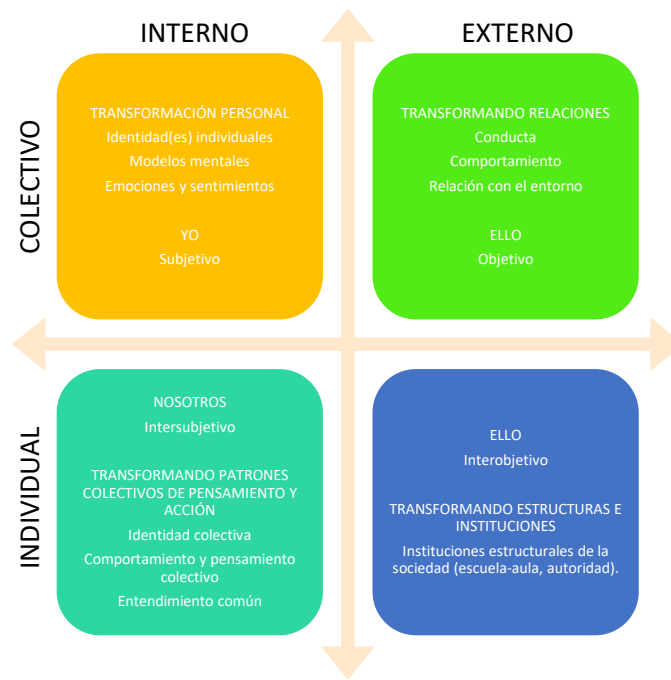 INTERNO
EXTERNO
COLECTIVO
TRANSFORMACIÓN PERSONAL
Identidad(es) individuales
Modelos mentales
Emociones y sentimientos
YO
Subjetivo
TRANSFORMANDO RELACIONES
Conducta
Comportamiento
Relación con el entorno
ELLO
Objetivo
INDIVIDUAL
NOSOTROS
Intersubjetivo
TRANSFORMANDO PATRONES
COLECTIVOS DE PENSAMIENTO Y
ACCIÓN
Identidad colectiva
Comportamiento y pensamiento
colectivo
Entendimiento común
ELLO
Interobjetivo
TRANSFORMANDO ESTRUCTURAS E
INSTITUCIONES
Instituciones estructurales de la
sociedad (escuela-aula, autoridad).